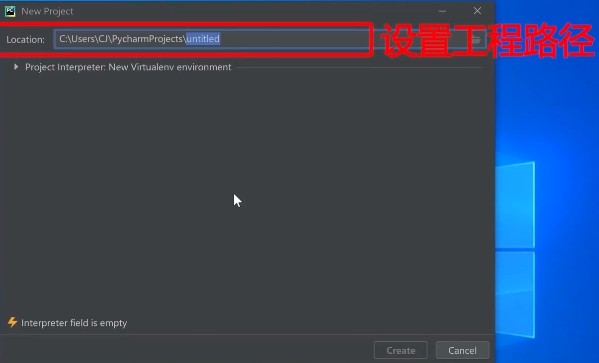 New Project
Location: C:\Users\CJ\PycharmProjects\untitled
设置工程路径
Project Interpreter: New Virtualenv environment
Interpreter field is empty
Create Cancel